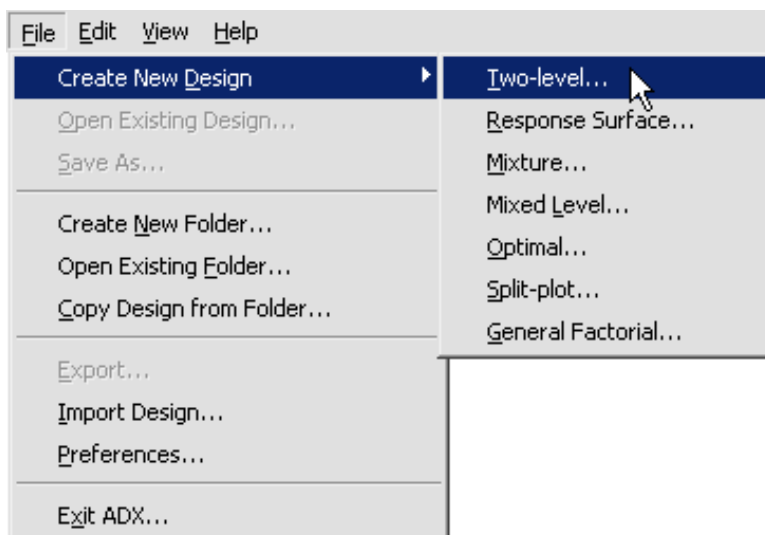 File Edit View Help
Create New Design
Open Existing Design...
Save As...
Create New Folder...
Open Existing Folder...
Copy Design from Folder...
Export...
Import Design...
Preferences...
Exit ADX...
Two-level...
Response Surface...
Mixture...
Mixed Level...
Optimal...
Split-plot...
General Factorial...